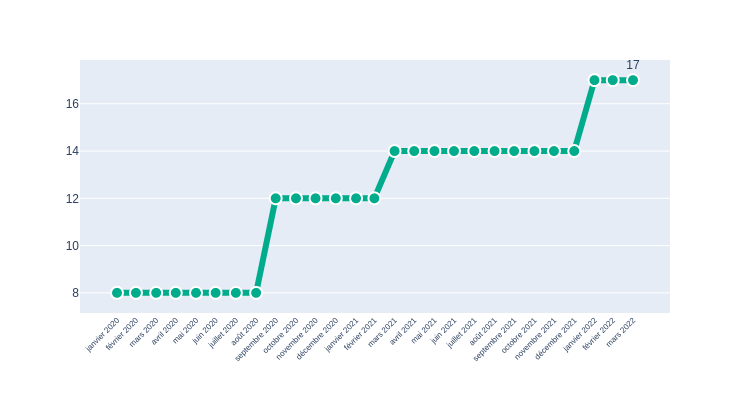 17
16
14
12
10
8
janvier 2020
février 2020
mars 2020
avril 2020
mai 2020
juin 2020
juillet 2020
août 2020
septembre 2020
octobre 2020
novembre 2020
décembre 2020
janvier 2021
février 2021
mars 2021
avril 2021
mai 2021
juin 2021
juillet 2021
août 2021
septembre 2021
octobre 2021
novembre 2021
décembre 2021
janvier 2022
février 2022
mars 2022